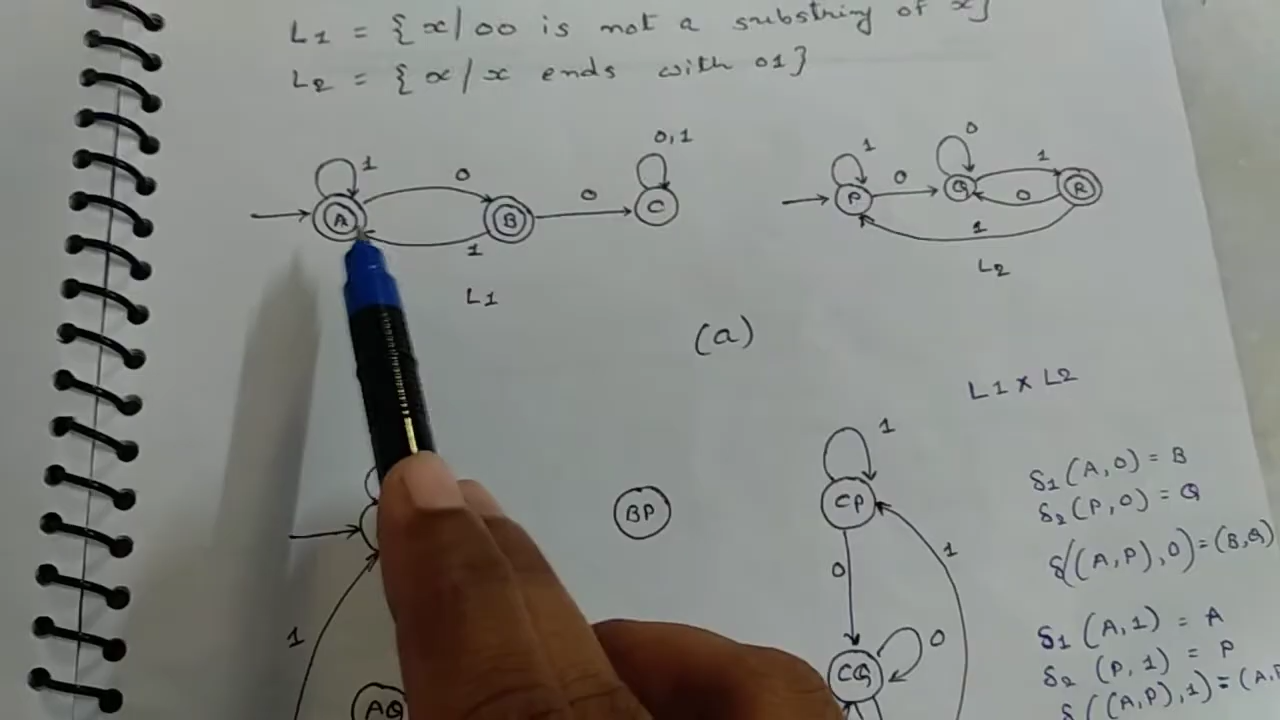 L1 = {x/00 is not a substring of x}
L2 = {x/x ends with 01}
1 0 0 0,1
A B C
1
L1
1 0 0 1
P Q R
0
1
L2
(a)
L1 x L2
1
CP
BP
0
1
0
CQ
1
AQ
δ1 (A, 0) = B
δ2 (P, 0) = Q
δ((A, P), 0) = (B, Q)
δ1 (A, 1) = A
δ2 (P, 1) = P
δ((A, P), 1) = (A,